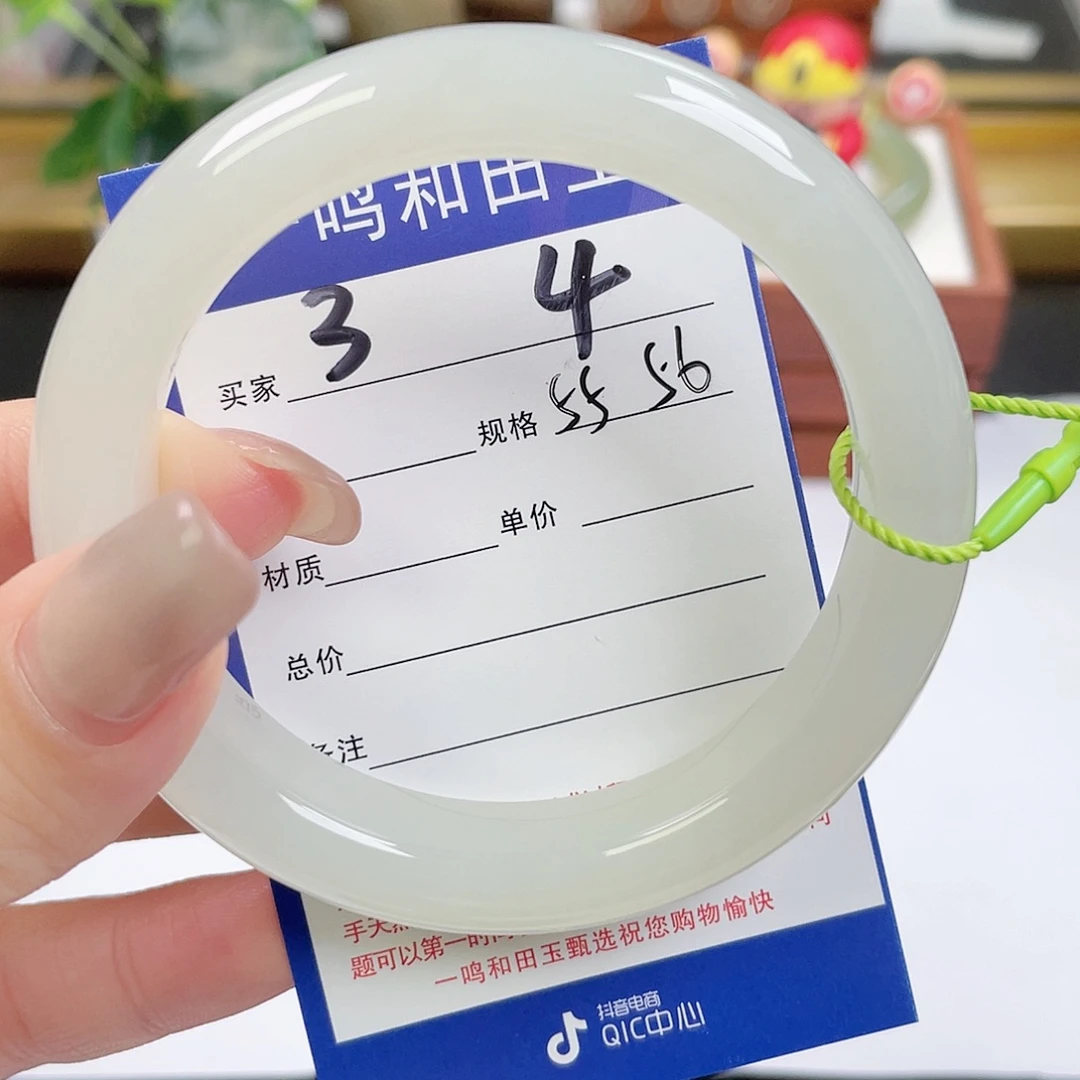 鸣和田玉
3 4
买家
规格 55 56
单价
材质
总价
备注
手天然
题可以第一时间
一鸣和田玉甄选祝您购物愉快
抖音电商
QIC中心